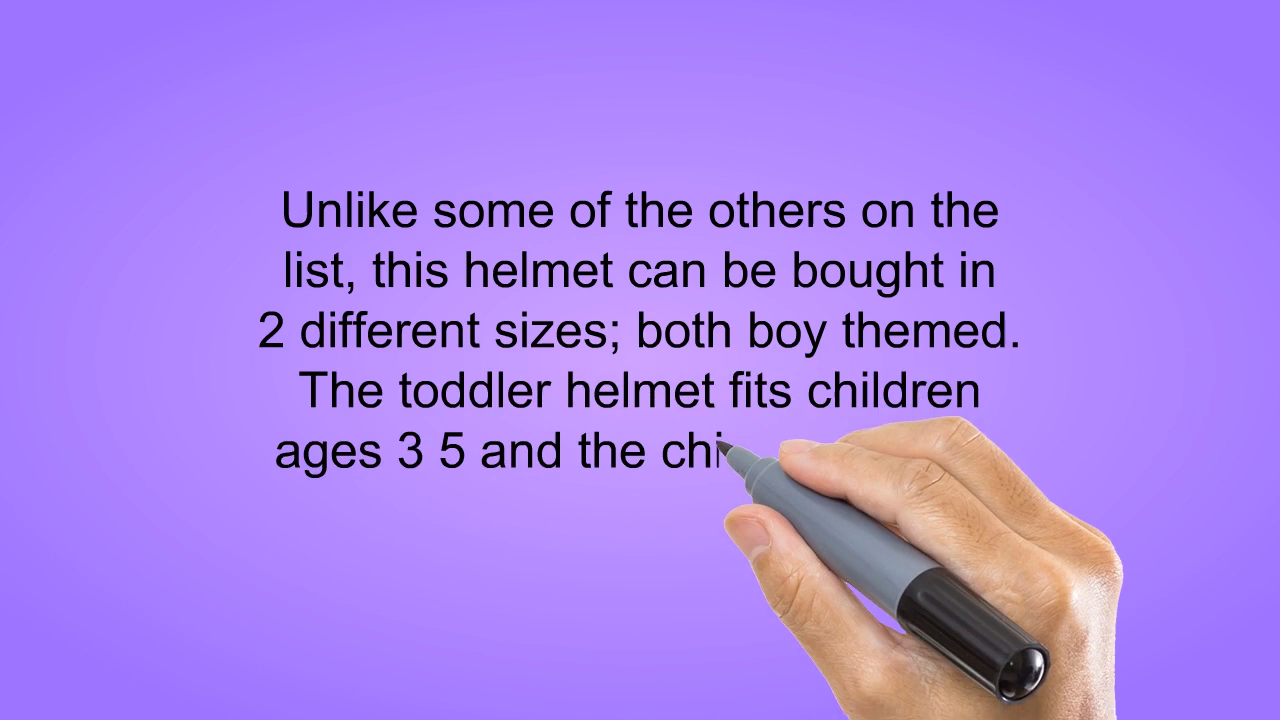 Unlike some of the others on the
list, this helmet can be bought in
2 different sizes; both boy themed.
The toddler helmet fits children
ages 3 5 and the chi